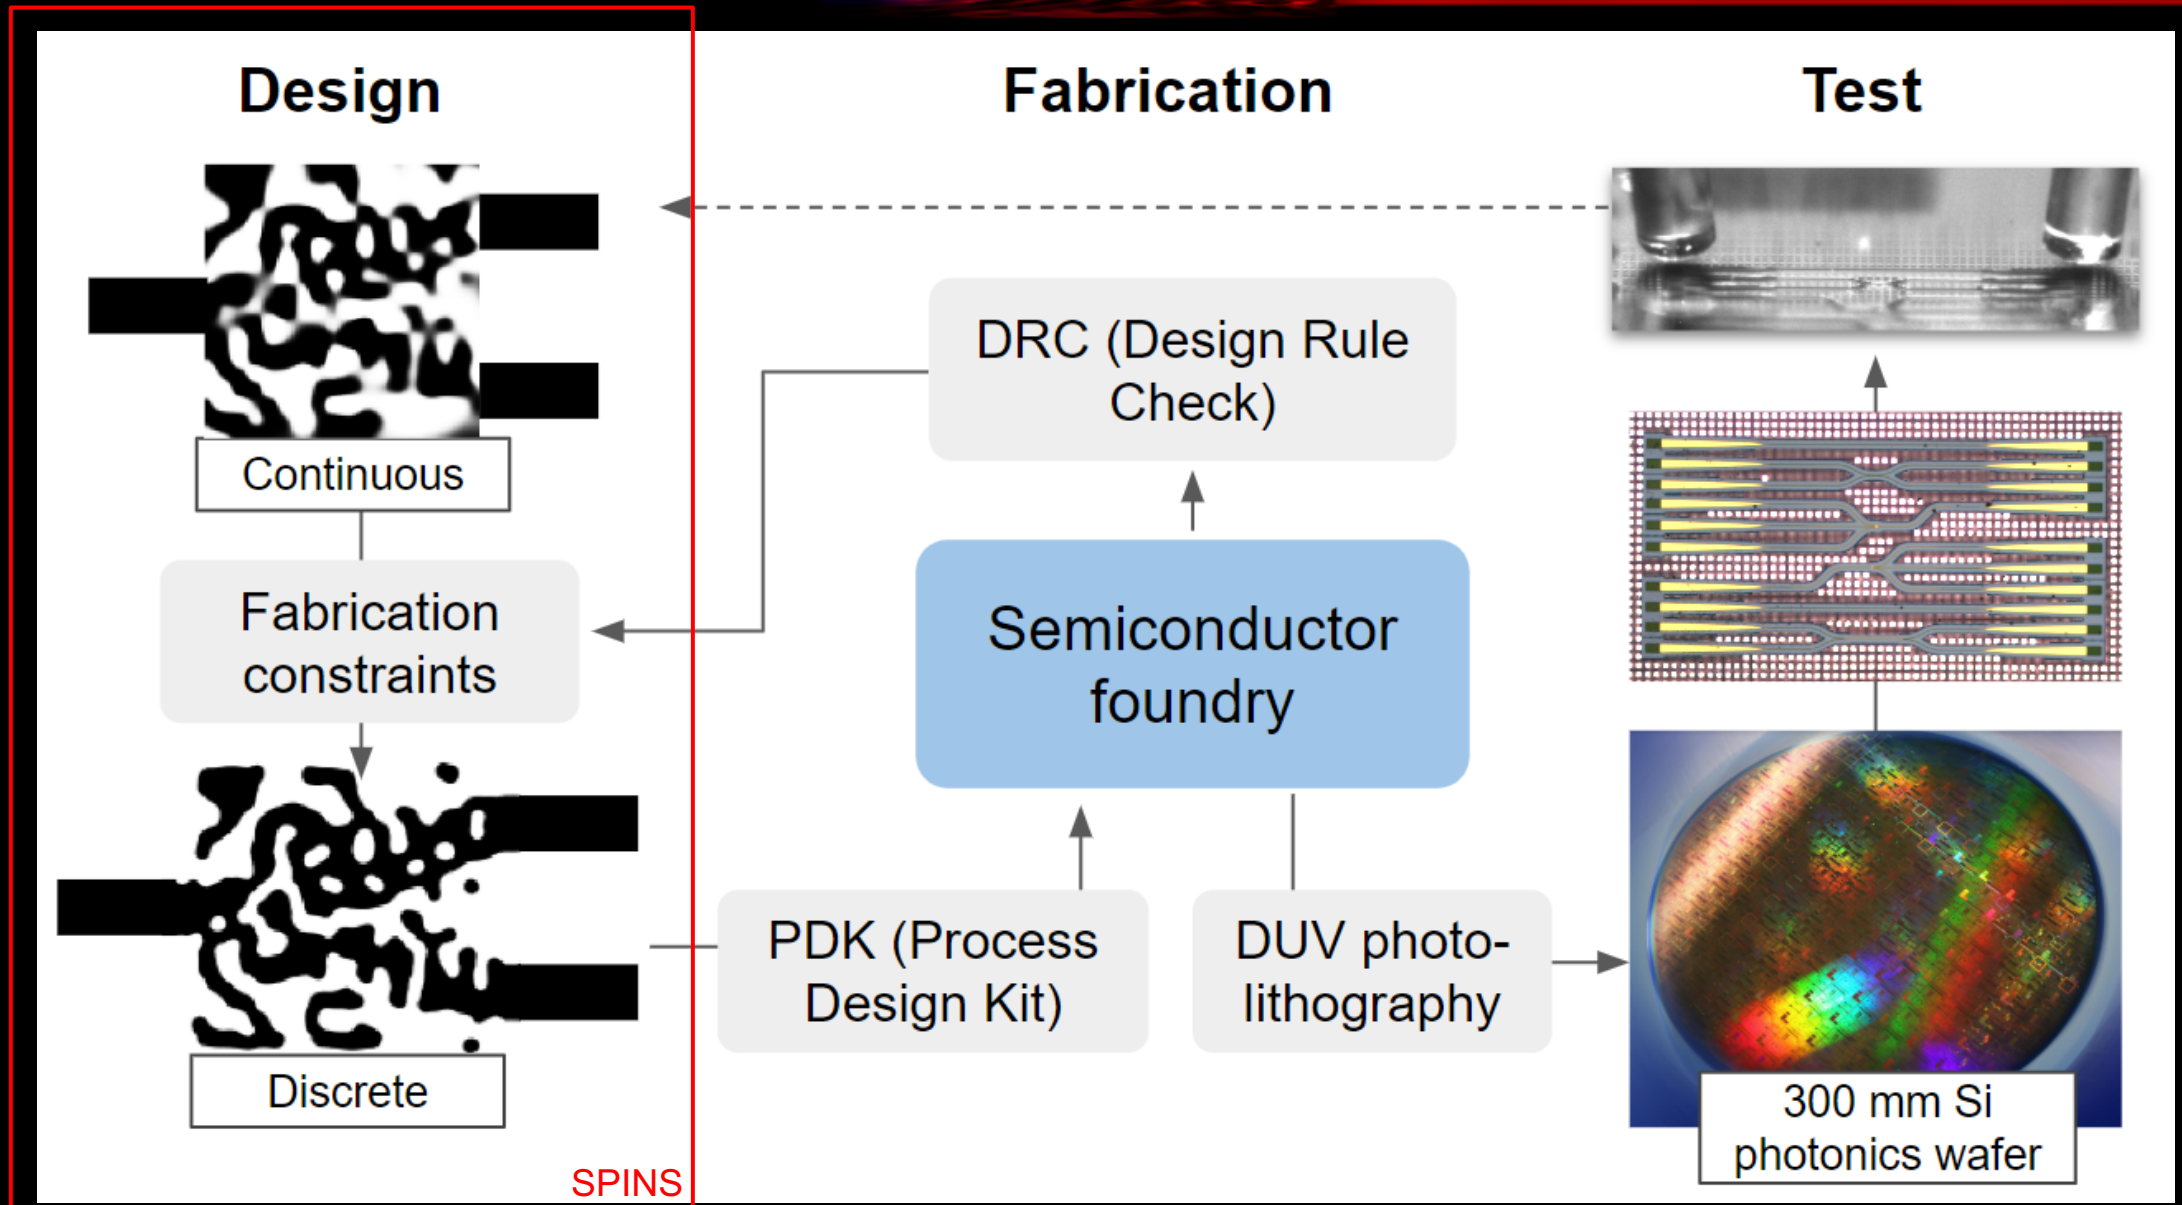 Design
Fabrication
Test
Continuous
Fabrication
constraints
Discrete
SPINS
DRC (Design Rule
Check)
Semiconductor
foundry
PDK (Process
Design Kit)
DUV photo-
lithography
300 mm Si
photonics wafer